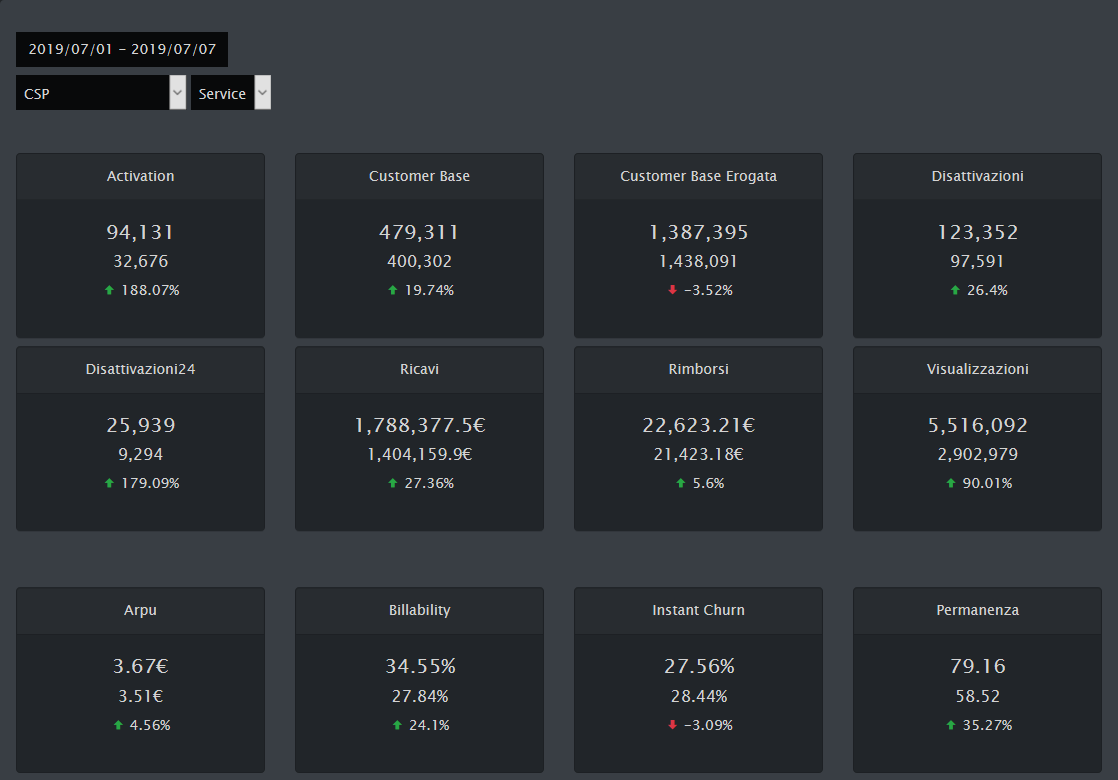 2019/07/01 - 2019/07/07
CSP Service
Activation
94,131
32,676
188.07%
Customer Base
479,311
400,302
19.74%
Customer Base Erogata
1,387,395
1,438,091
-3.52%
Disattivazioni
123,352
97,591
26.4%
Disattivazioni24
25,939
9,294
179.09%
Ricavi
1,788,377.5€
1,404,159.9€
27.36%
Rimborsi
22,623.21€
21,423.18€
5.6%
Visualizzazioni
5,516,092
2,902,979
90.01%
Arpu
3.67€
3.51€
4.56%
Billability
34.55%
27.84%
24.1%
Instant Churn
27.56%
28.44%
-3.09%
Permanenza
79.16
58.52
35.27%